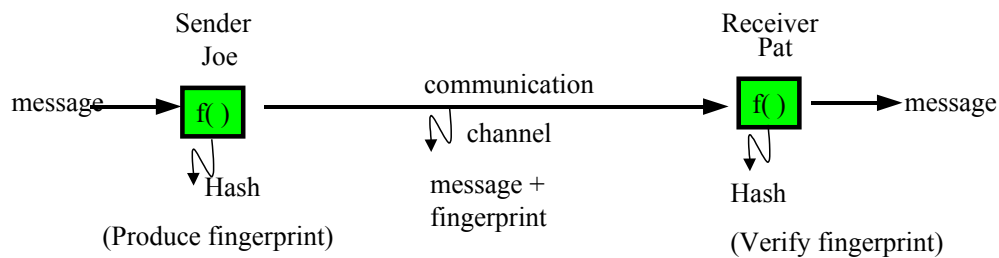 Sender
Joe
Receiver
Pat
message
f( )
communication
channel
f( )
message
Hash
message +
fingerprint
Hash
(Produce fingerprint)
(Verify fingerprint)